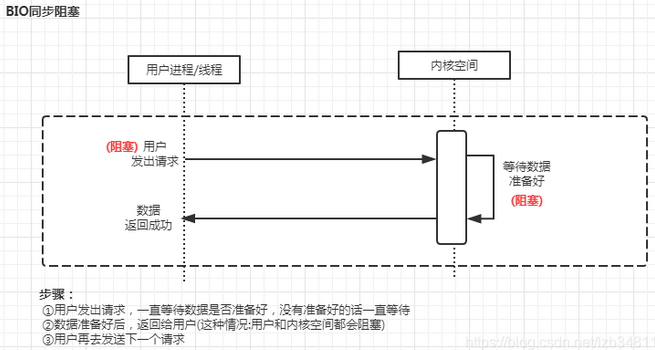 BIO同步阻塞
用户进程/线程
内核空间
(阻塞) 用户
发出请求
等待数据
准备好
(阻塞)
数据
返回成功
步骤：
①用户发出请求，一直等待数据是否准备好，没有准备好的话一直等待
②数据准备好后，返回给用户(这种情况:用户和内核空间都会阻塞)
③用户再去发送下一个请求
https://blog.csdn.net/lzb34811